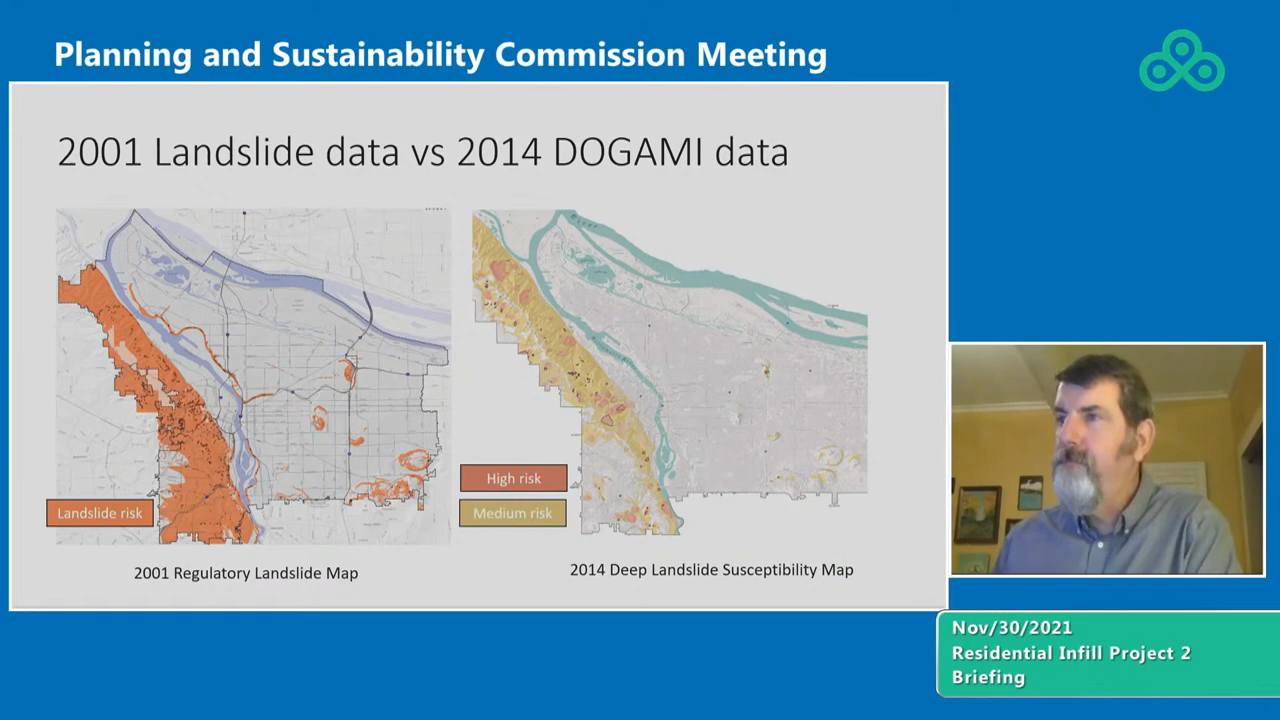 Planning and Sustainability Commission Meeting
2001 Landslide data vs 2014 DOGAMI data
Landslide risk
High risk
Medium risk
2001 Regulatory Landslide Map
2014 Deep Landslide Susceptibility Map
Nov/30/2021
Residential Infill Project 2
Briefing